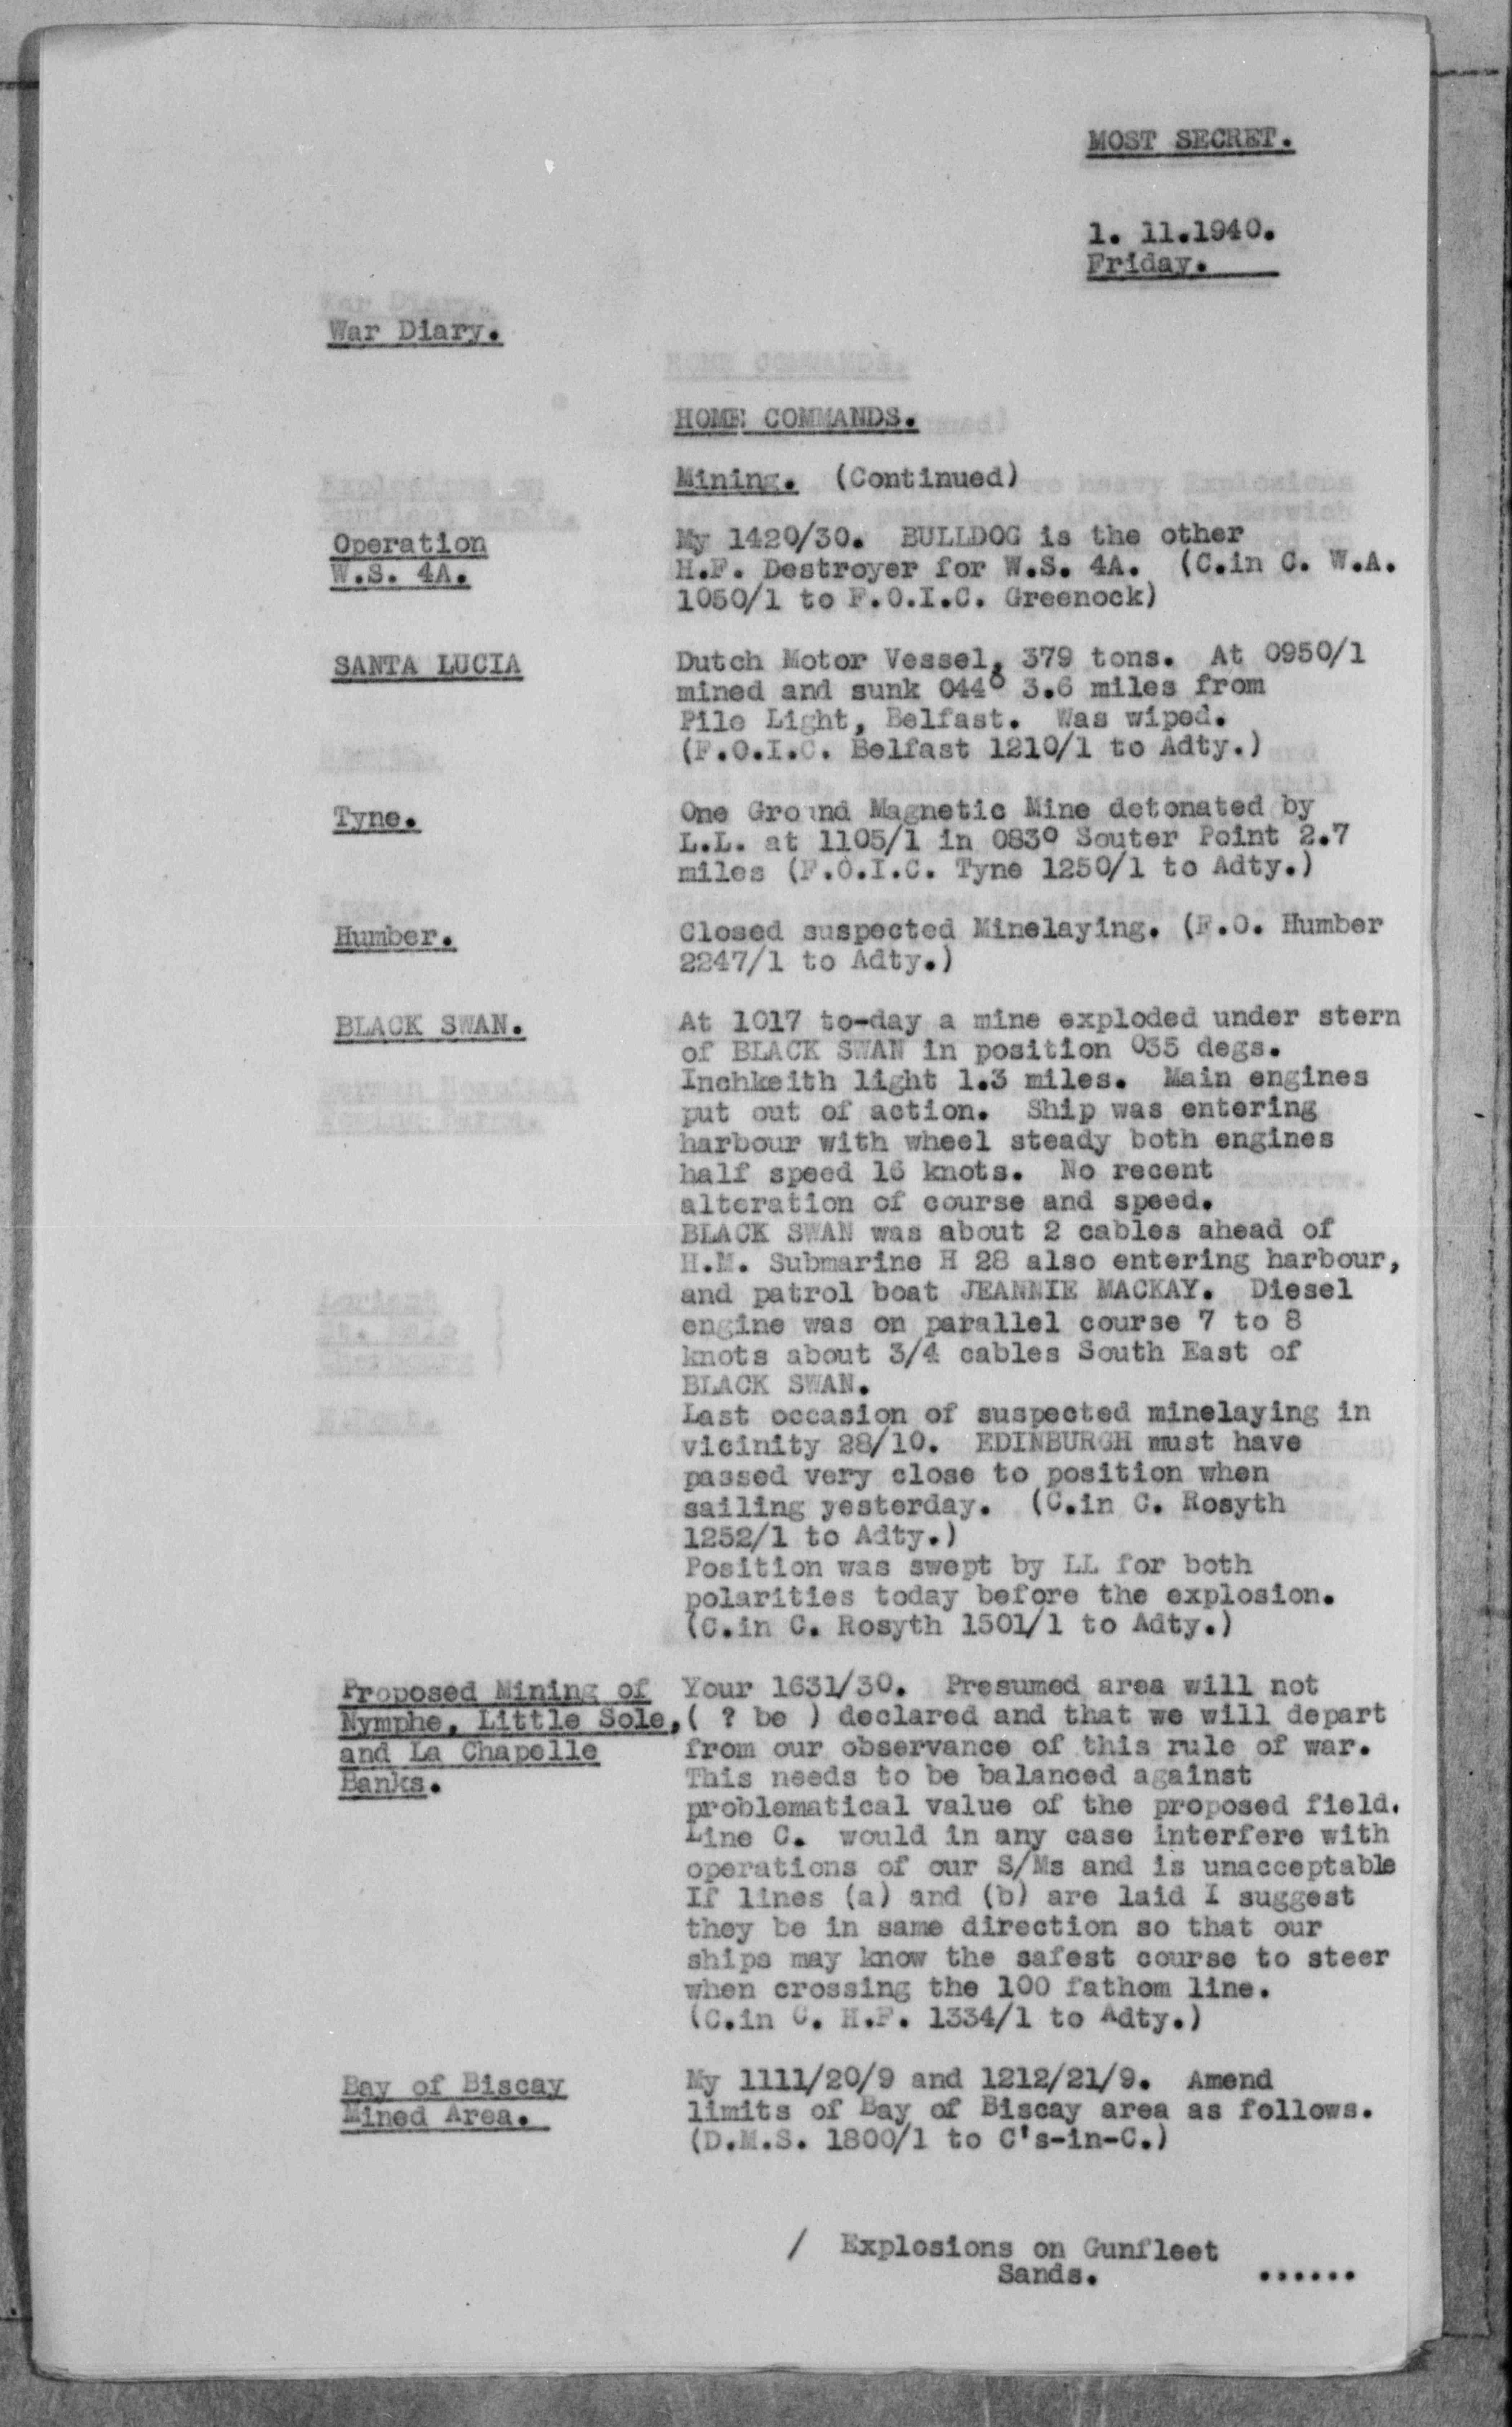 MOST SECRET.
1. 11.1940.
Friday.
War Diary.
HOME COMMANDS.
Mining. (Continued)
Operation
W.S. 4A.
My 1420/30. BULLDOG is the other
H.F. Destroyer for W.S. 4A. (C.in C. W.A.
1050/1 to F.O.I.C. Greenock)
SANTA LUCIA
Dutch Motor Vessel, 379 tons. At 0950/1
mined and sunk 044° 3.6 miles from
Pile Light, Belfast. Was wiped.
(F.O.I.C. Belfast 1210/1 to Adty.)
Tyne.
One Ground Magnetic Mine detonated by
L.L. at 1105/1 in 083° Souter Point 2.7
miles (F.O.I.C. Tyne 1250/1 to Adty.)
Humber.
Closed suspected Minelaying. (F.O. Humber
2247/1 to Adty.)
BLACK SWAN.
At 1017 to-day a mine exploded under stern
of BLACK SWAN in position 035 degs.
Inchkeith light 1.3 miles. Main engines
put out of action. Ship was entering
harbour with wheel steady both engines
half speed 16 knots. No recent
alteration of course and speed.
BLACK SWAN was about 2 cables ahead of
H.M. Submarine H 28 also entering harbour,
and patrol boat JEANNIE MACKAY. Diesel
engine was on parallel course 7 to 8
knots about 3/4 cables South East of
BLACK SWAN.
Last occasion of suspected minelaying in
vicinity 28/10. EDINBURGH must have
passed very close to position when
sailing yesterday. (C.in C. Rosyth
1252/1 to Adty.)
Position was swept by LL for both
polarities today before the explosion.
(C.in C. Rosyth 1501/1 to Adty.)
Proposed Mining of
Nymphe, Little Sole,
and La Chapelle
Banks.
Your 1631/30. Presumed area will not
( ? be ) declared and that we will depart
from our observance of this rule of war.
This needs to be balanced against
problematical value of the proposed field.
Line C. would in any case interfere with
operations of our S/Ms and is unacceptable
If lines (a) and (b) are laid I suggest
they be in same direction so that our
ships may know the safest course to steer
when crossing the 100 fathom line.
(C.in C. H.F. 1334/1 to Adty.)
Bay of Biscay
Mined Area.
My 1111/20/9 and 1212/21/9. Amend
limits of Bay of Biscay area as follows.
(D.M.S. 1800/1 to C's-in-C.)
/ Explosions on Gunfleet
Sands. ......